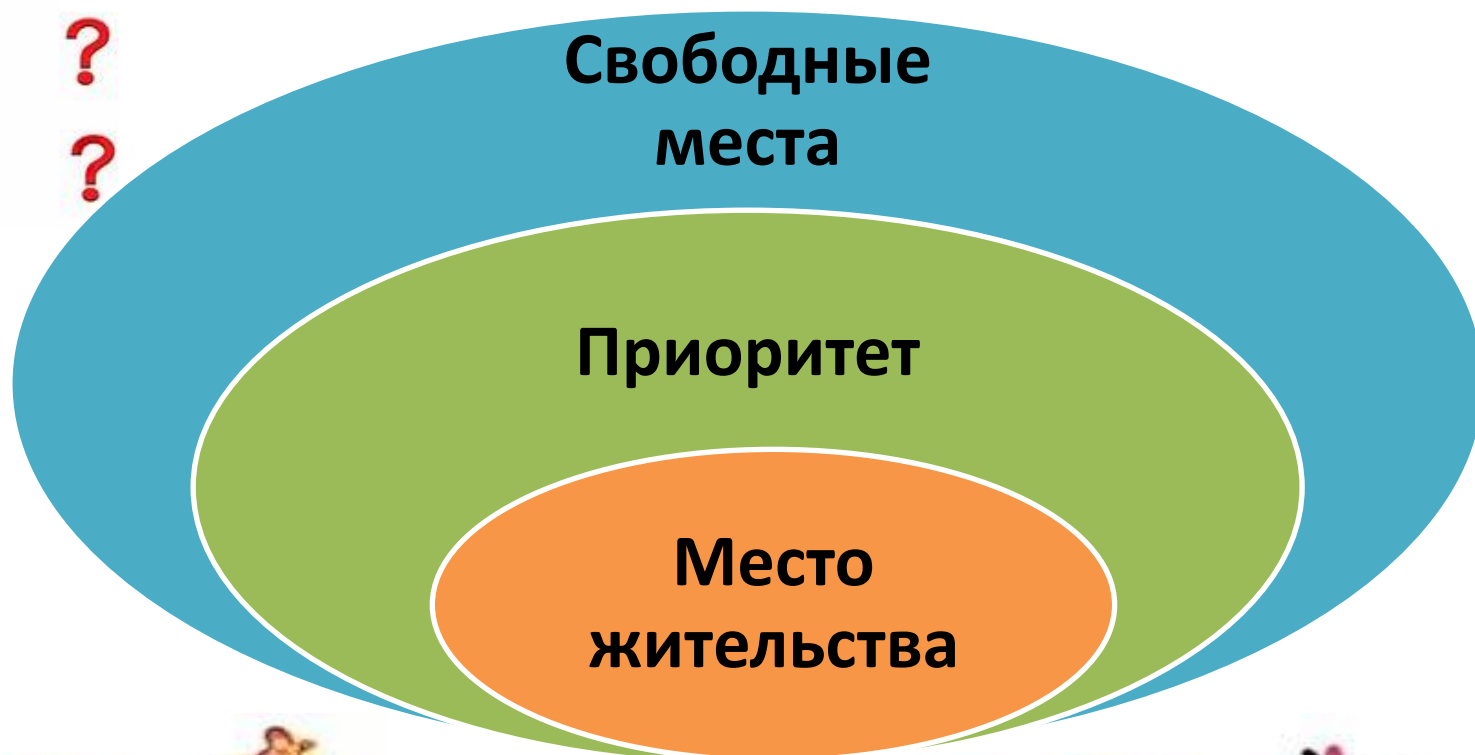 ?
?
Свободные
места
Приоритет
Место
жительства